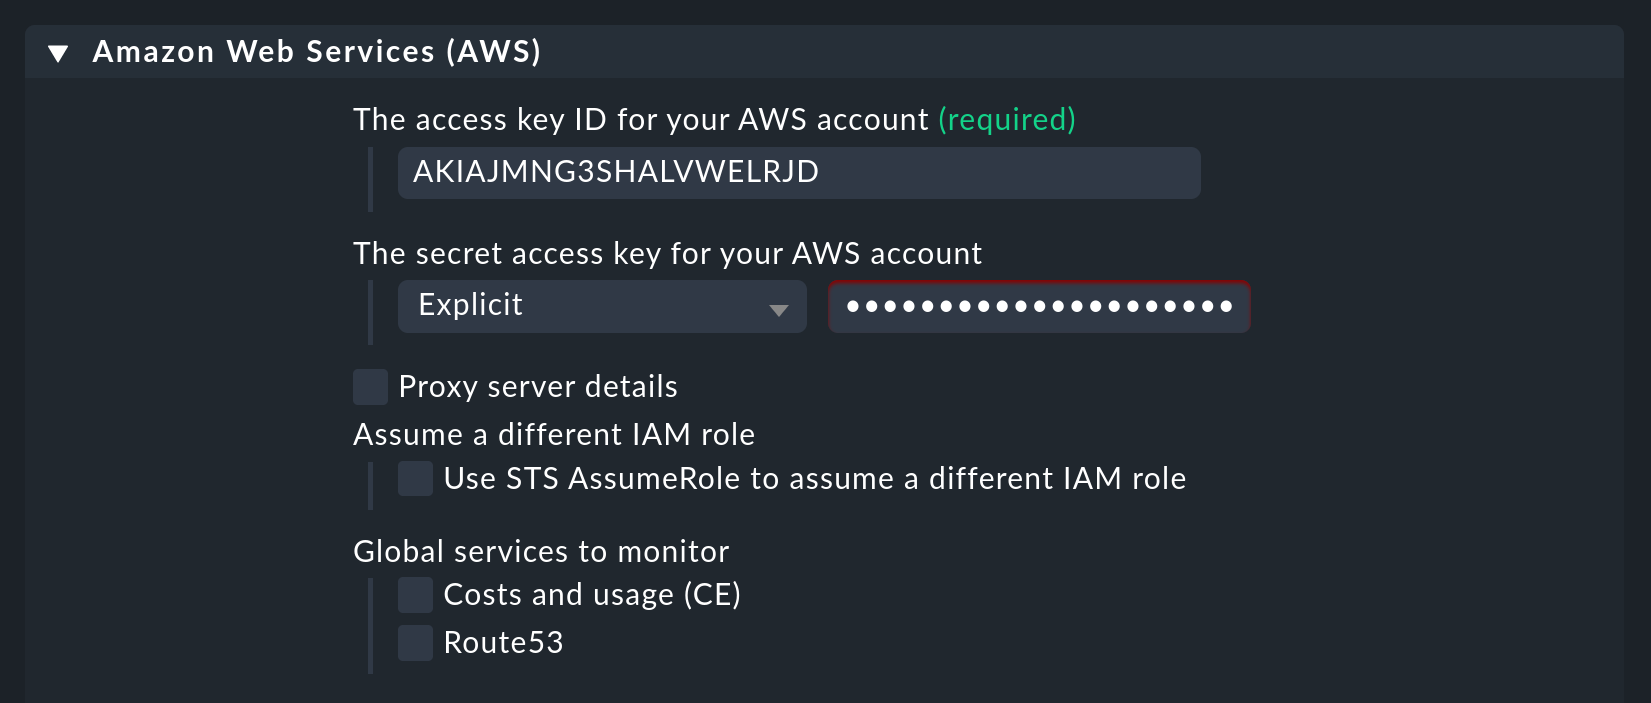 Amazon Web Services (AWS)
The access key ID for your AWS account (required)
AKIAJMNG3SHALVWELRJD
The secret access key for your AWS account
Explicit •••••••••••••••••••••
Proxy server details
Assume a different IAM role
Use STS AssumeRole to assume a different IAM role
Global services to monitor
Costs and usage (CE)
Route53